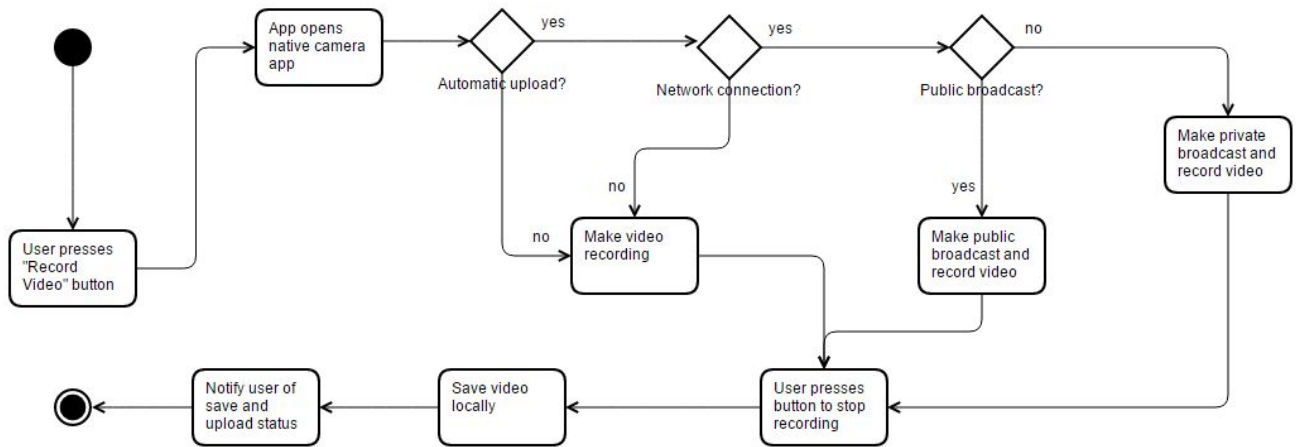 App opens
native camera
app
yes
yes
no
Automatic upload?
Network connection?
Public broadcast?
Make private
broadcast and
record video
no
yes
User presses
"Record
Video" button
no
Make video
recording
Make public
broadcast and
record video
Notify user of
save and
upload status
Save video
locally
User presses
button to stop
recording